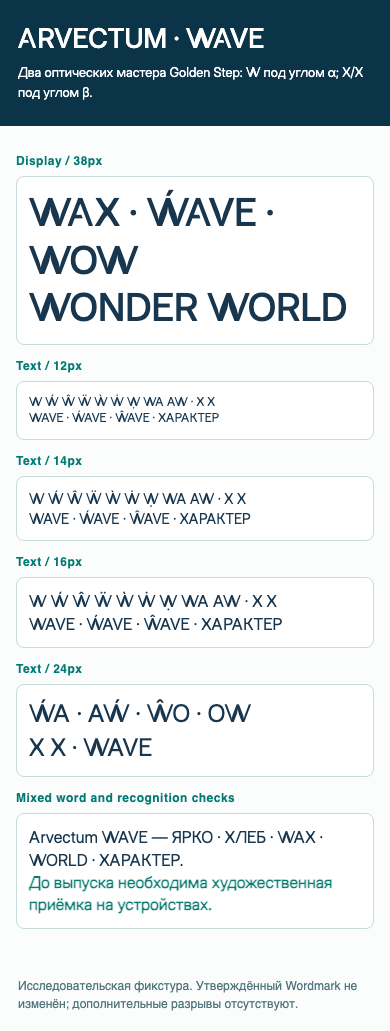 ARVECTUM · WAVE
Два оптических мастера Golden Step: W под углом α; X/Х
под углом β.
Display / 38px
WAX · ẂAVE ·
WOW
WONDER WORLD
Text / 12px
W Ẃ Ŵ Ẅ Ẁ Ẇ Ẉ WA AW · X Х
WAVE · ẂAVE · ŴAVE · ХАРАКТЕР
Text / 14px
W Ẃ Ŵ Ẅ Ẁ Ẇ Ẉ WA AW · X Х
WAVE · ẂAVE · ŴAVE · ХАРАКТЕР
Text / 16px
W Ẃ Ŵ Ẅ Ẁ Ẇ Ẉ WA AW · X Х
WAVE · ẂAVE · ŴAVE · ХАРАКТЕР
Text / 24px
ẂA · AẂ · ŴO · OW
X Х · WAVE
Mixed word and recognition checks
Arvectum WAVE — ЯРКО · ХЛЕБ · WAX ·
WORLD · ХАРАКТЕР.
До выпуска необходима художественная
приёмка на устройствах.
Исследовательская фикстура. Утверждённый Wordmark не
изменён; дополнительные разрывы отсутствуют.